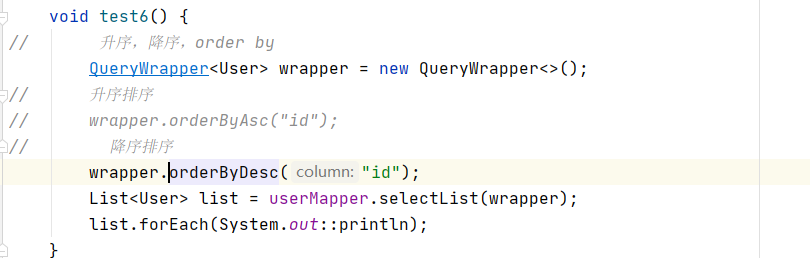 void test6() {
//      升序，降序，order by
QueryWrapper<User> wrapper = new QueryWrapper<>();
//      升序排序
//      wrapper.orderByAsc("id");
//      降序排序
wrapper.orderByDesc( column: "id");
List<User> list = userMapper.selectList(wrapper);
list.forEach(System.out::println);
}